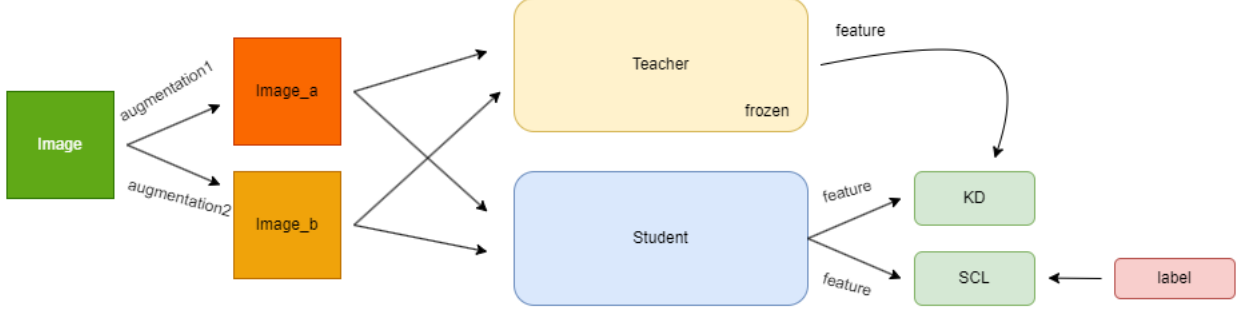 Image
augmentation1
augmentation2
Image_a
Image_b
Teacher
frozen
Student
feature
feature
feature
KD
SCL
label